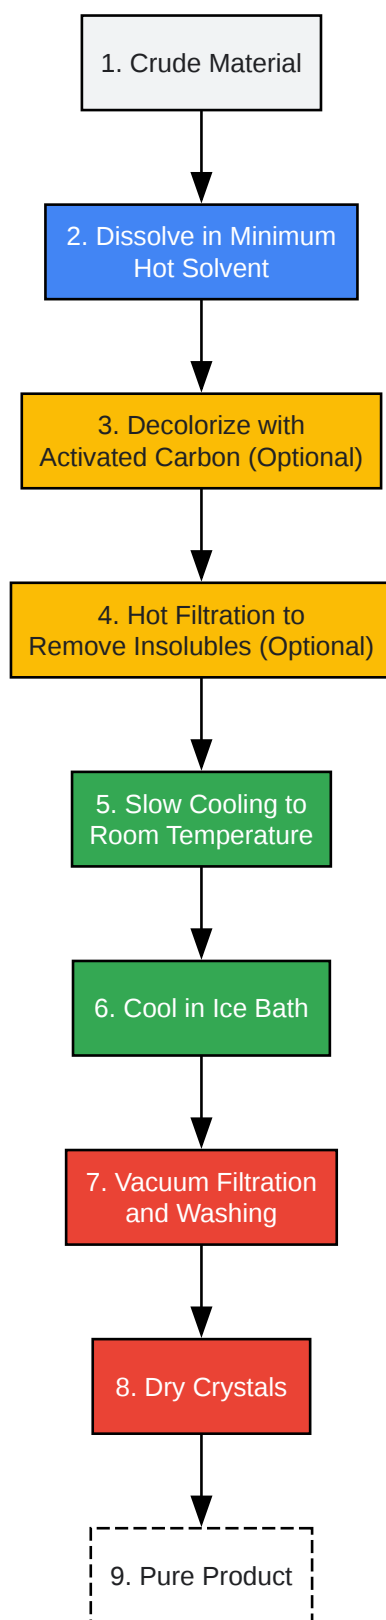 1. Crude Material
2. Dissolve in Minimum
Hot Solvent
3. Decolorize with
Activated Carbon (Optional)
4. Hot Filtration to
Remove Insolubles (Optional)
5. Slow Cooling to
Room Temperature
6. Cool in Ice Bath
7. Vacuum Filtration
and Washing
8. Dry Crystals
9. Pure Product